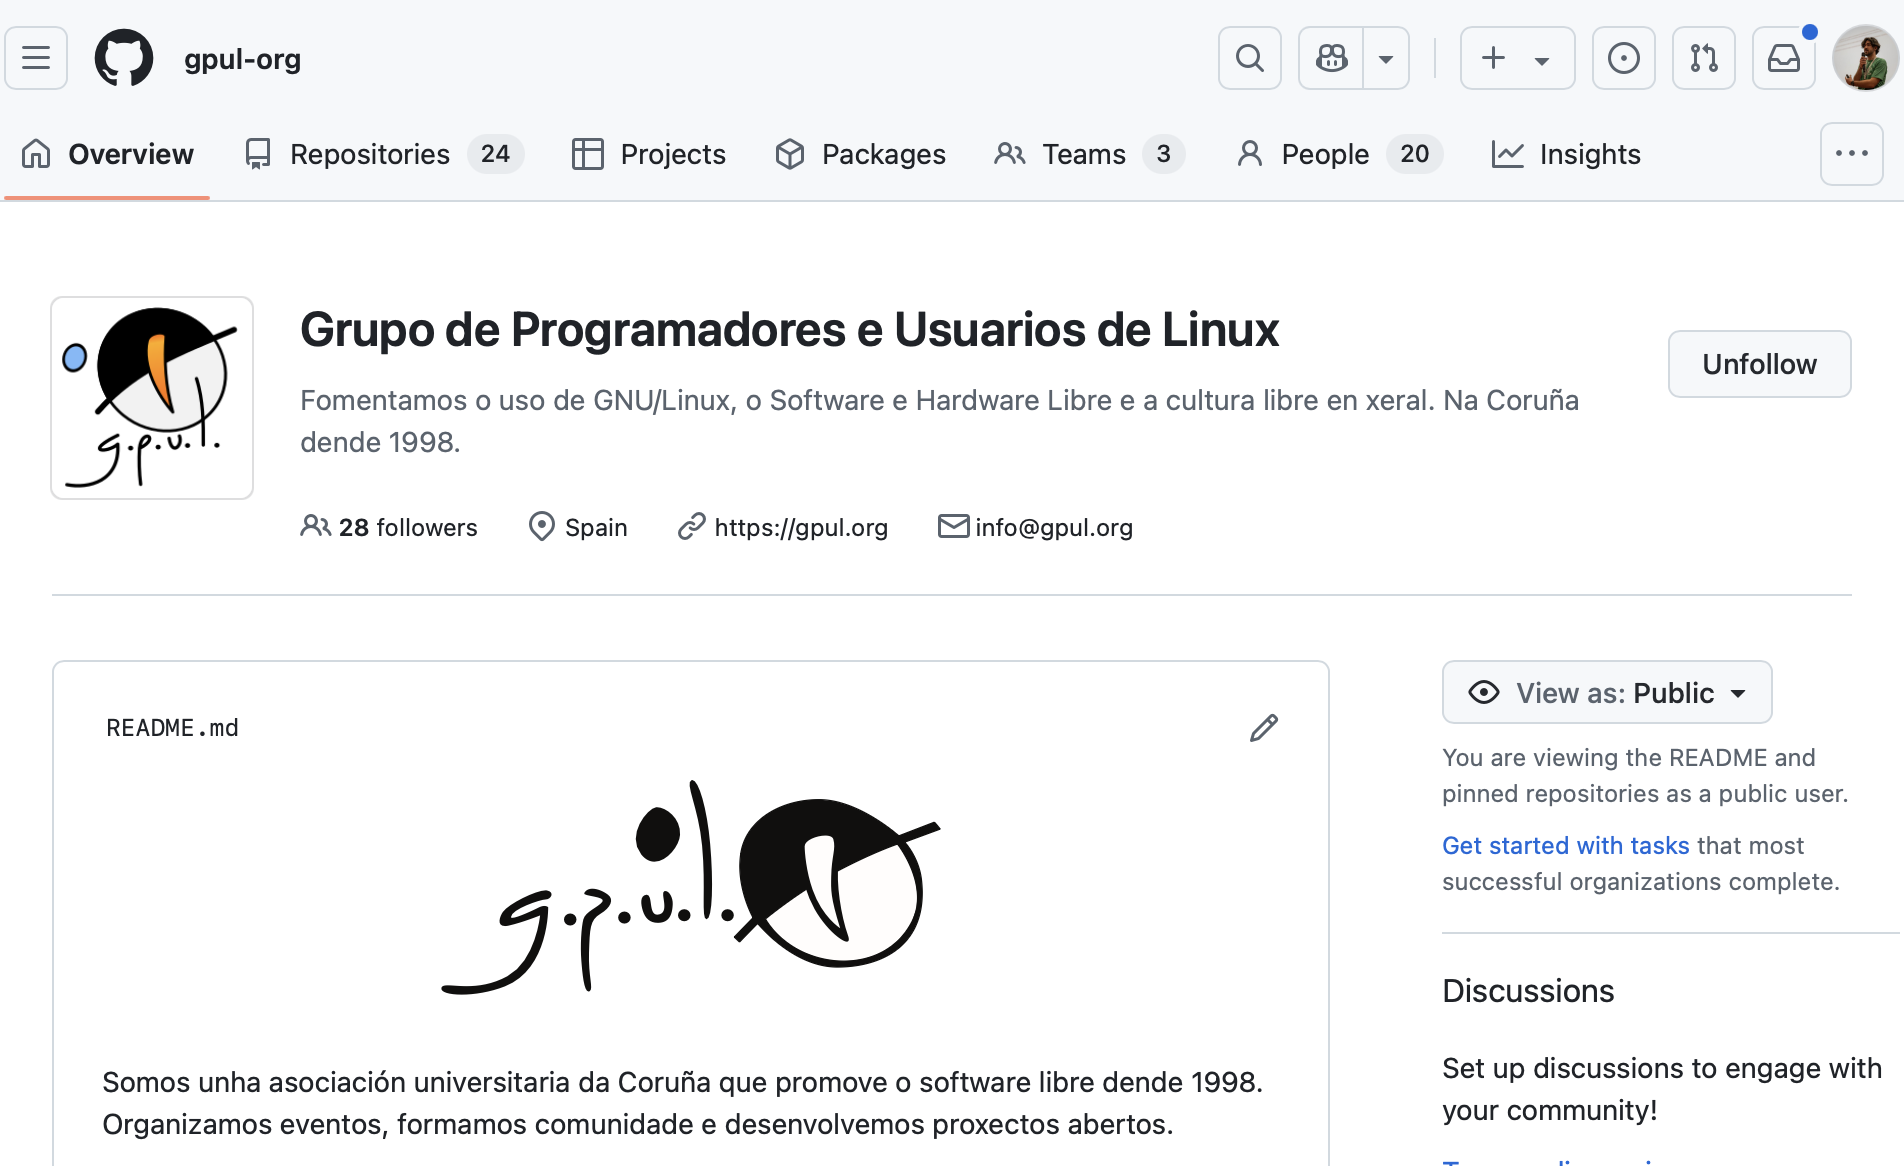 gpul-org
Overview
Repositories 24
Projects
Packages
Teams 3
People 20
Insights
g.p.u.l.
Grupo de Programadores e Usuarios de Linux
Unfollow
Fomentamos o uso de GNU/Linux, o Software e Hardware Libre e a cultura libre en xeral. Na Coruña
dende 1998.
28 followers
Spain
https://gpul.org
info@gpul.org
README.md
g.p.u.l.
Somos unha asociación universitaria da Coruña que promove o software libre dende 1998.
Organizamos eventos, formamos comunidade e desenvolvemos proxectos abertos.
View as: Public
You are viewing the README and
pinned repositories as a public user.
Get started with tasks that most
successful organizations complete.
Discussions
Set up discussions to engage with
your community!